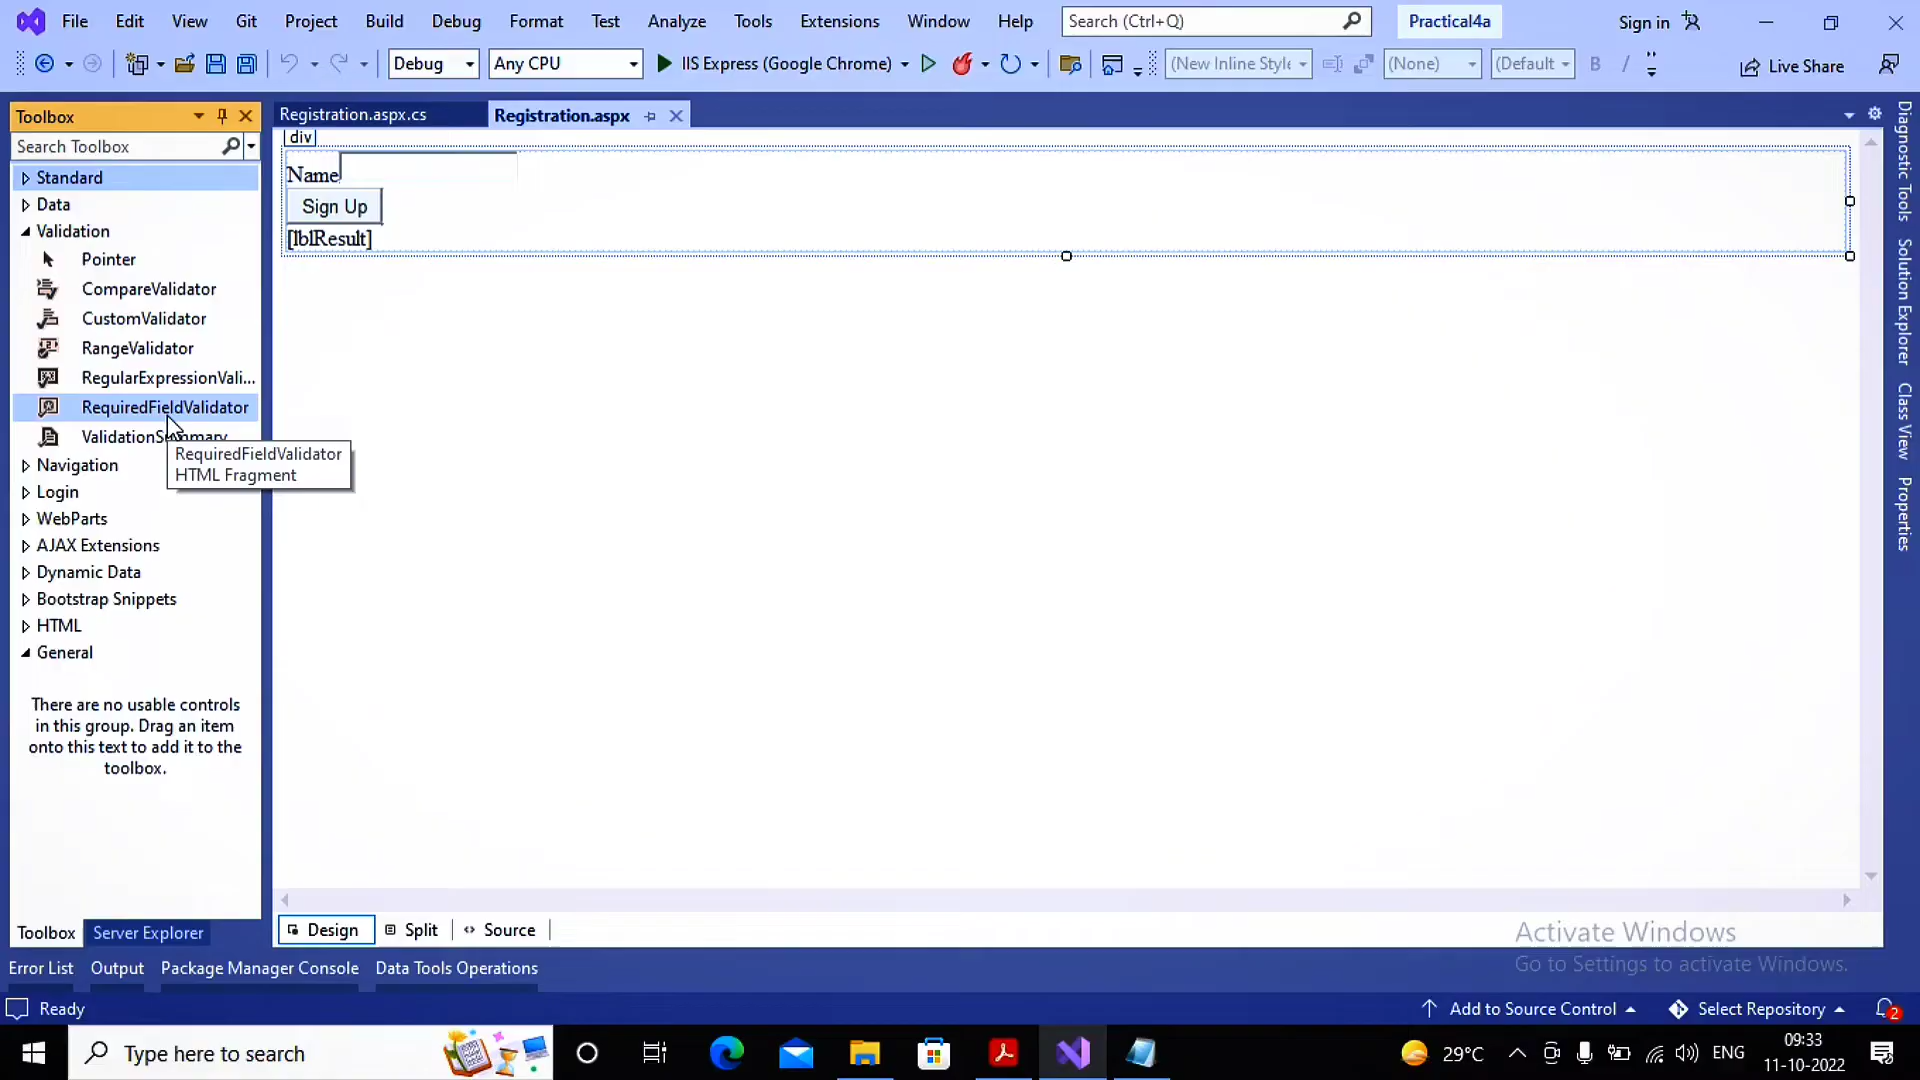 File Edit View Git Project Build Debug Format Test Analyze Tools Extensions Window Help Search (Ctrl+Q) Practical4a Sign in
Debug Any CPU IIS Express (Google Chrome) (New Inline Style (None) (Default B / Live Share
Toolbox
Registration.aspx.cs Registration.aspx
Search Toolbox
div
Standard
Data
Validation
Pointer
CompareValidator
CustomValidator
RangeValidator
RegularExpressionVali...
RequiredFieldValidator
Navigation
Login
WebParts
AJAX Extensions
Dynamic Data
Bootstrap Snippets
HTML
General
There are no usable controls
in this group. Drag an item
onto this text to add it to the
toolbox.
RequiredFieldValidator
HTML Fragment
Name
Sign Up
[lblResult]
Diagnostic Tools
Solution Explorer
Class View
Properties
Toolbox Server Explorer
Design Split Source
Activate Windows
Go to Settings to activate Windows.
Error List Output Package Manager Console Data Tools Operations
Ready Add to Source Control Select Repository 2
Type here to search 29°C ENG
09:33
11-10-2022